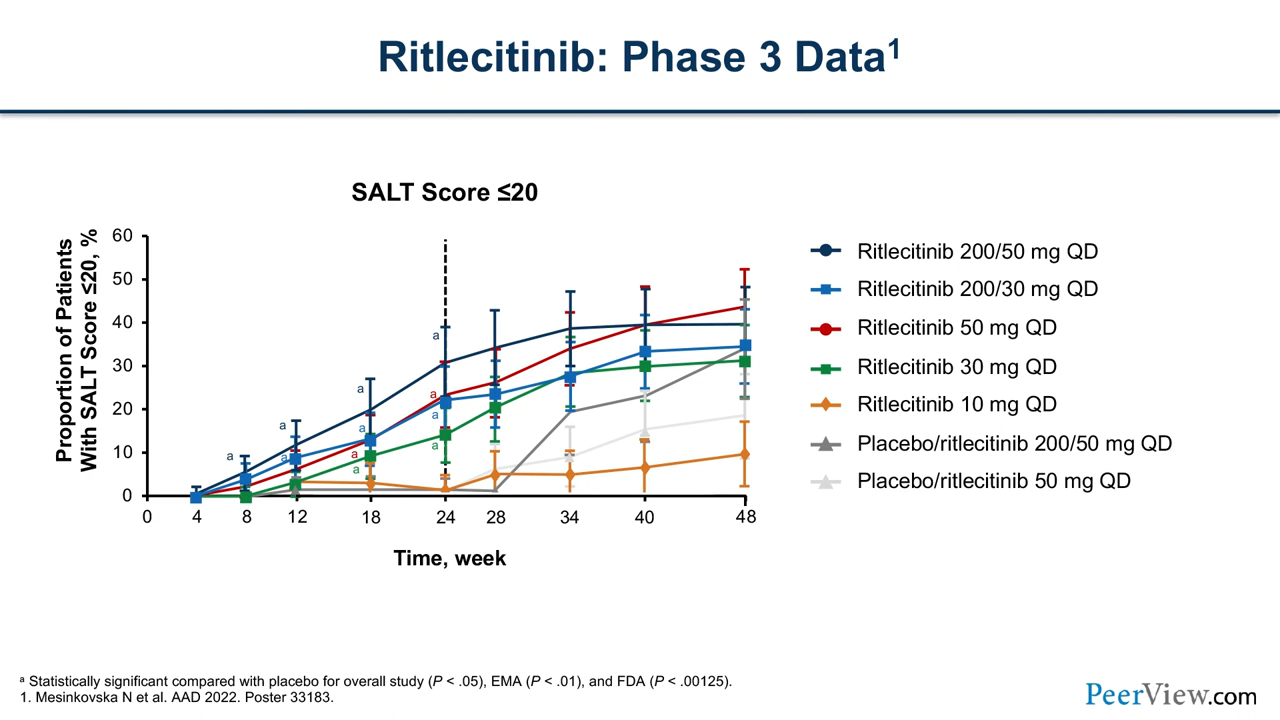 Ritlecitinib: Phase 3 Data¹
SALT Score ≤20
Proportion of Patients
With SALT Score ≤20, %
60
50
40
30
20
10
0
a
a
a
a
a
a
a
a
a
a
a
0
4
8
12
18
24
28
34
40
48
Time, week
Ritlecitinib 200/50 mg QD
Ritlecitinib 200/30 mg QD
Ritlecitinib 50 mg QD
Ritlecitinib 30 mg QD
Ritlecitinib 10 mg QD
Placebo/ritlecitinib 200/50 mg QD
Placebo/ritlecitinib 50 mg QD
ᵃ Statistically significant compared with placebo for overall study (P < .05), EMA (P < .01), and FDA (P < .00125).
1. Mesinkovska N et al. AAD 2022. Poster 33183.
PeerView.com